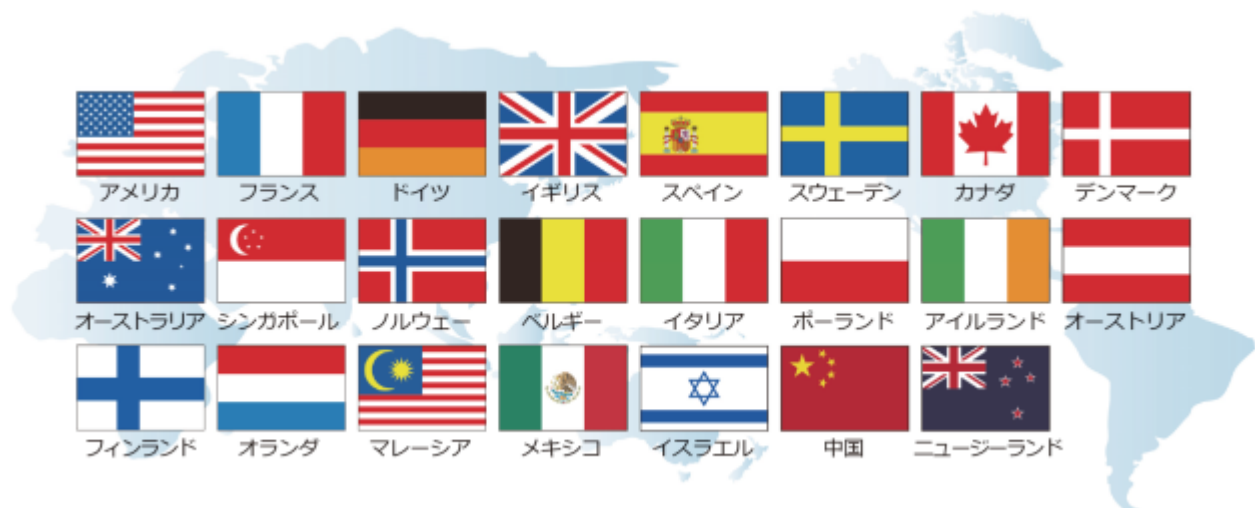 アメリカ フランス ドイツ イギリス スペイン スウェーデン カナダ デンマーク
オーストラリア シンガポール ノルウェー ベルギー イタリア ポーランド アイルランド オーストリア
フィンランド オランダ マレーシア メキシコ イスラエル 中国 ニュージーランド